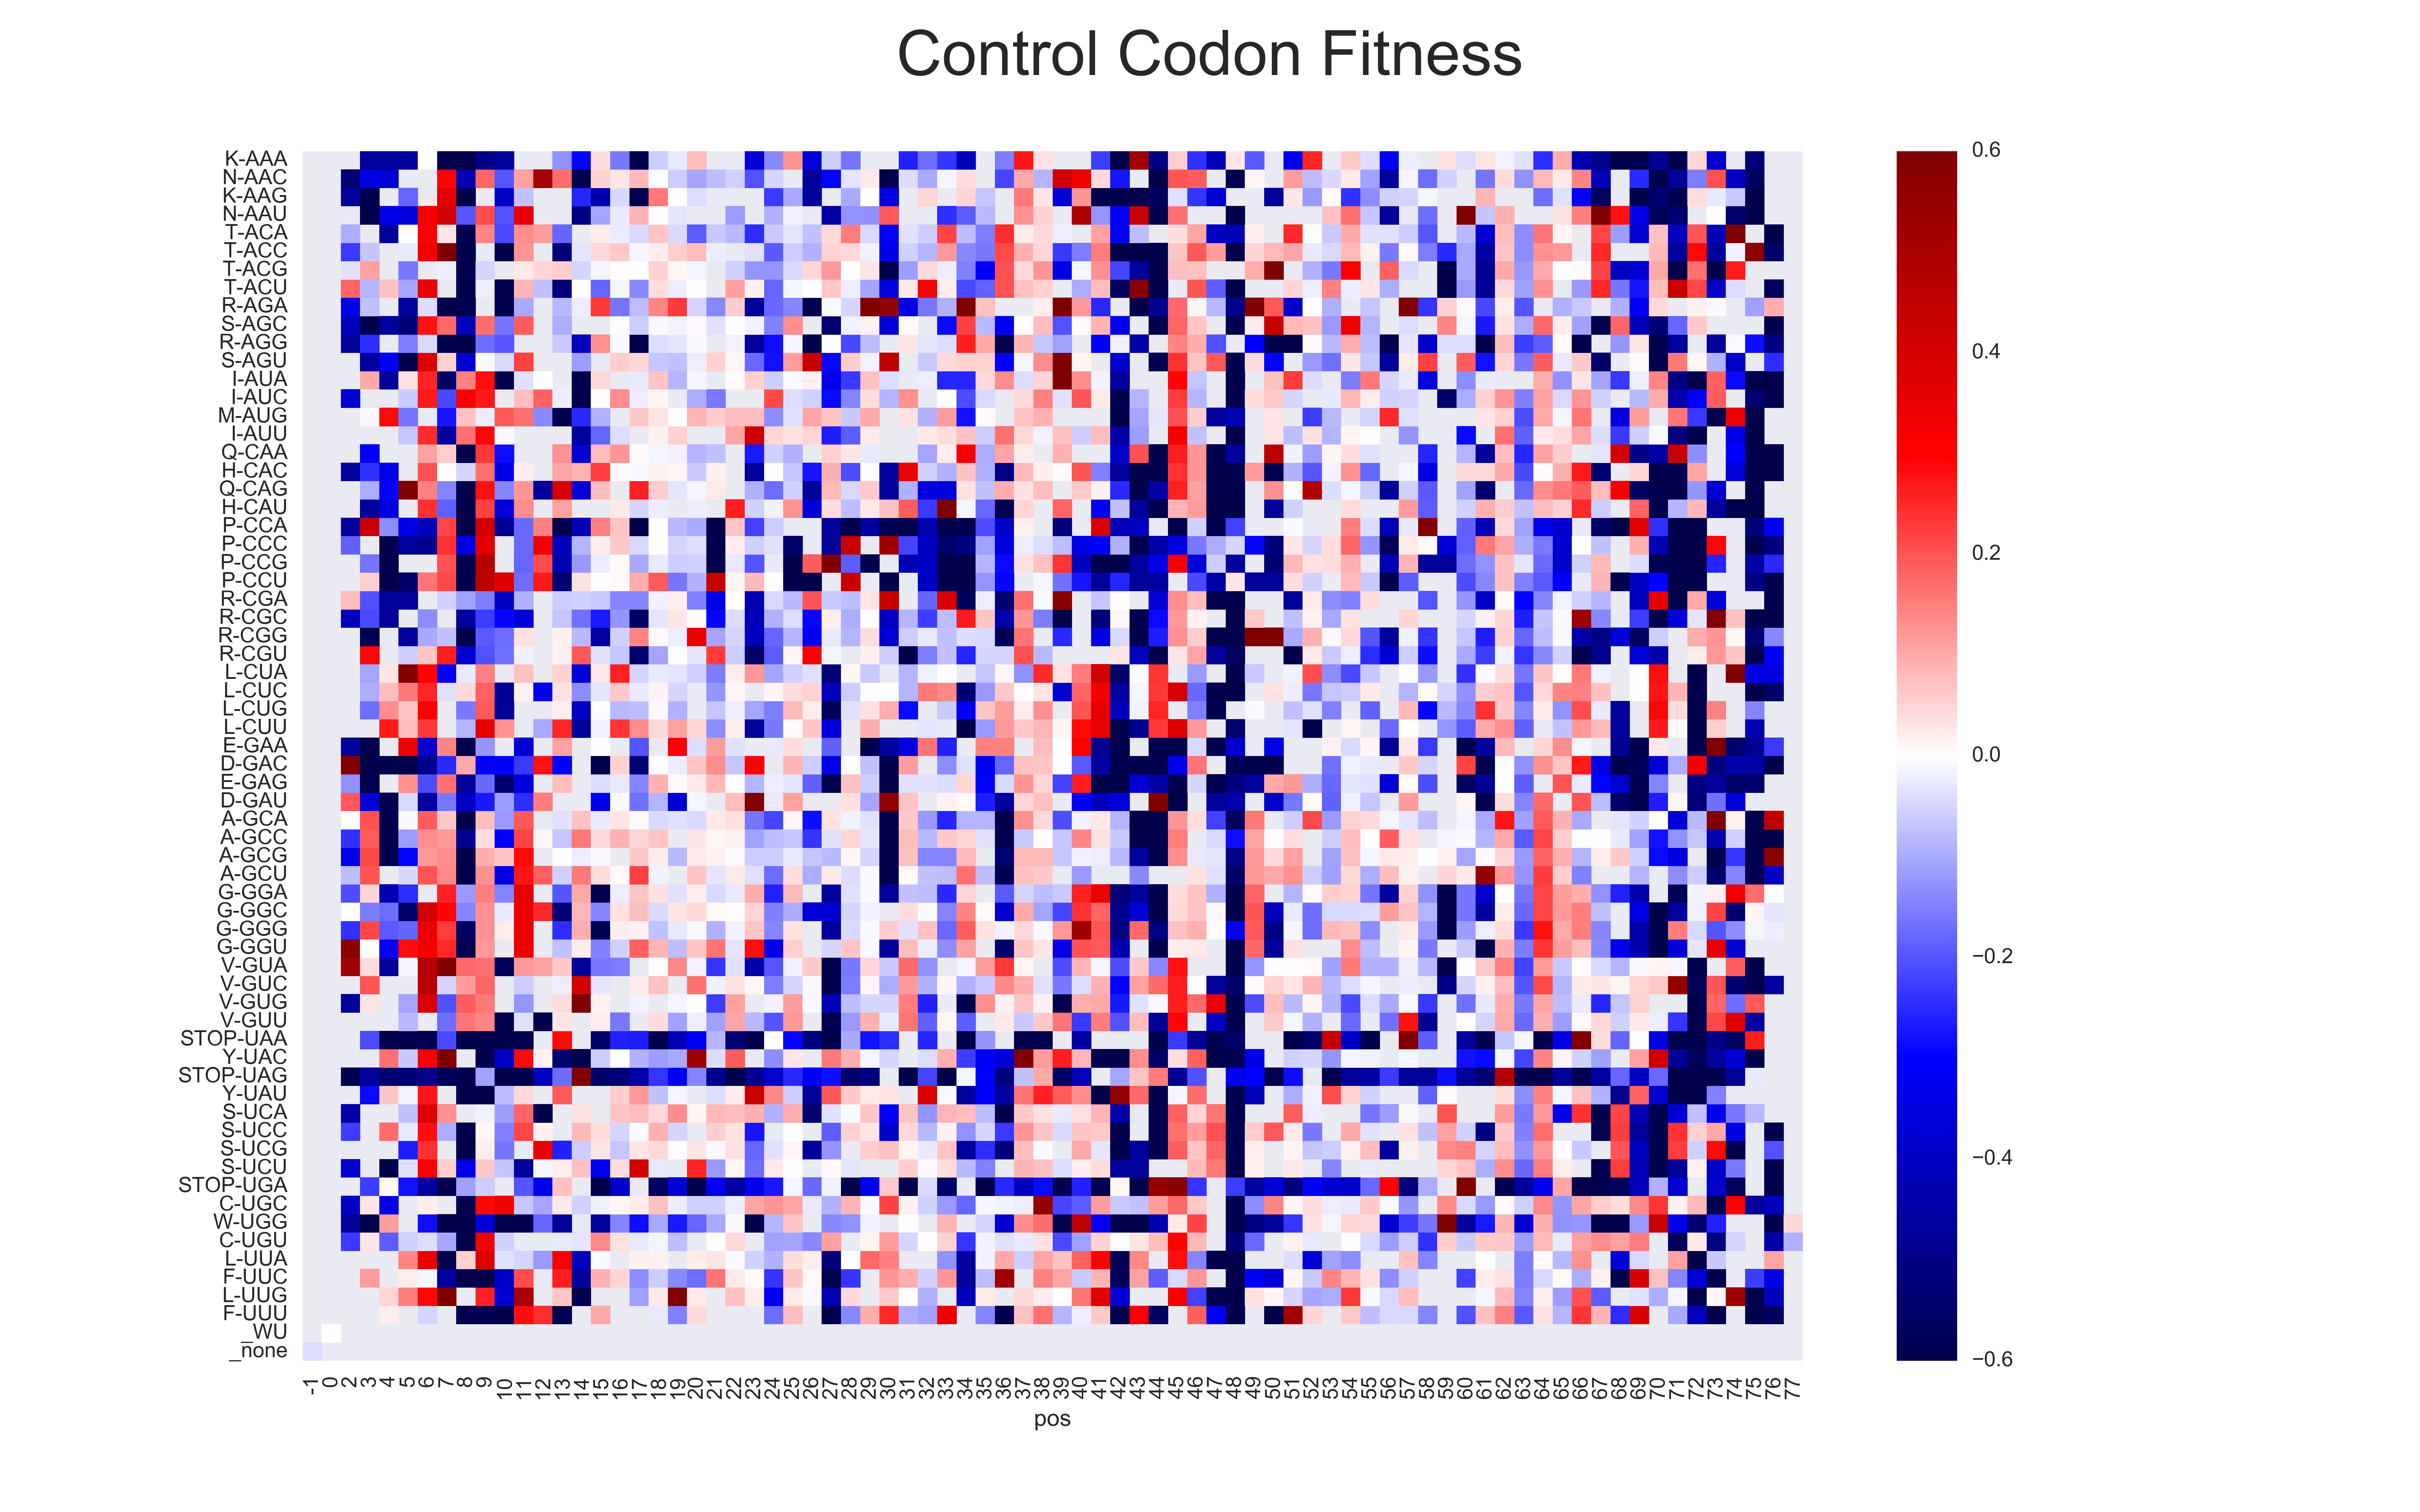 Control Codon Fitness
K-AAA
N-AAC
K-AAG
N-AAU
T-ACA
T-ACC
T-ACG
T-ACU
R-AGA
S-AGC
R-AGG
S-AGU
I-AUA
I-AUC
M-AUG
I-AUU
Q-CAA
H-CAC
Q-CAG
H-CAU
P-CCA
P-CCC
P-CCG
P-CCU
R-CGA
R-CGC
R-CGG
R-CGU
L-CUA
L-CUC
L-CUG
L-CUU
E-GAA
D-GAC
E-GAG
D-GAU
A-GCA
A-GCC
A-GCG
A-GCU
G-GGA
G-GGC
G-GGG
G-GGU
V-GUA
V-GUC
V-GUG
V-GUU
STOP-UAA
Y-UAC
STOP-UAG
Y-UAU
S-UCA
S-UCC
S-UCG
S-UCU
STOP-UGA
C-UGC
W-UGG
C-UGU
L-UUA
F-UUC
L-UUG
F-UUU
_WU
_none
-1 0 2 3 4 5 6 7 8 9 10 11 12 13 14 15 16 17 18 19 20 21 22 23 24 25 26 27 28 29 30 31 32 33 34 35 36 37 38 39 40 41 42 43 44 45 46 47 48 49 50 51 52 53 54 55 56 57 58 59 60 61 62 63 64 65 66 67 68 69 70 71 72 73 74 75 76 77
pos
0.6
0.4
0.2
0.0
−0.2
−0.4
−0.6